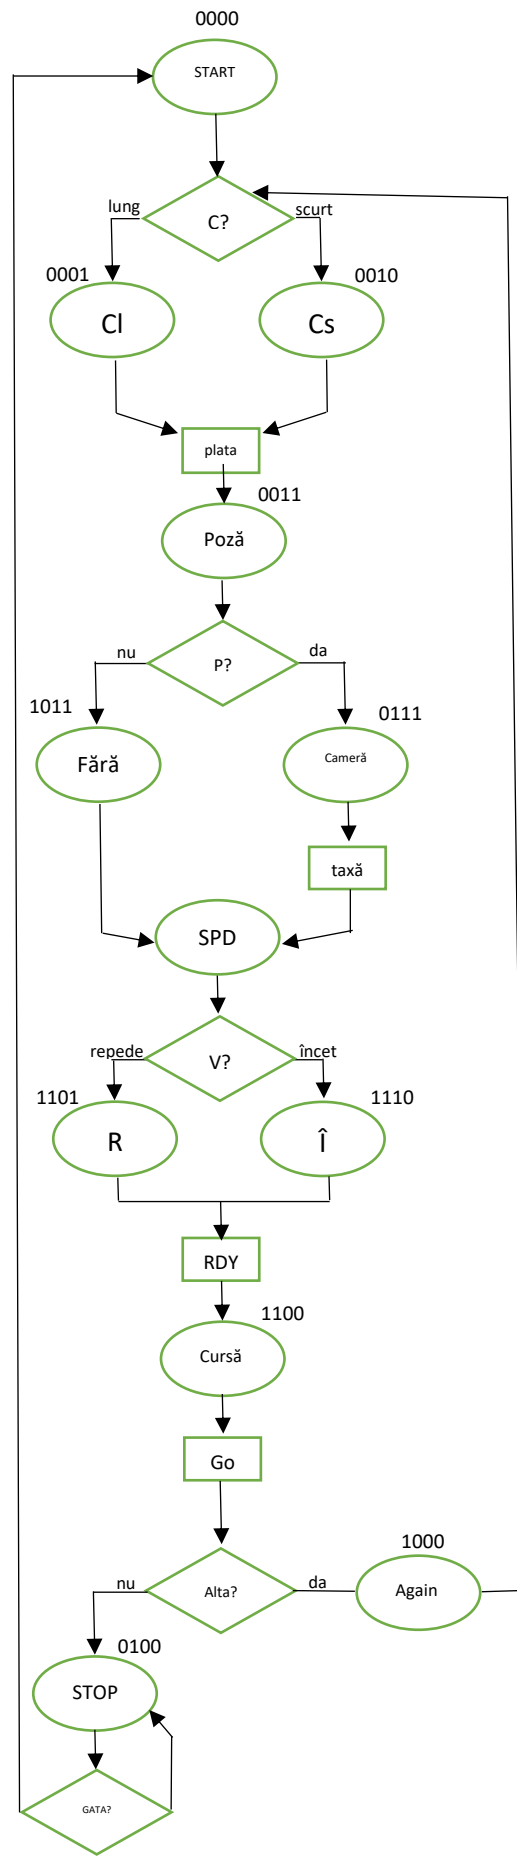 0000
START
lung
scurt
C?
0001
0010
Cl
Cs
plata
0011
Poză
nu
da
P?
1011
0111
Fără
Cameră
taxă
SPD
repede
încet
V?
1101
1110
R
Î
RDY
1100
Cursă
Go
1000
nu
Alta?
da
Again
0100
STOP
GATA?